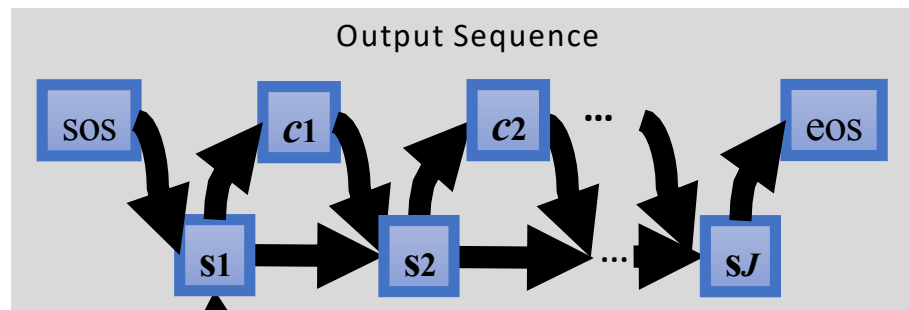 Output Sequence
sos c1 c2 ... eos
s1 s2 ... sJ